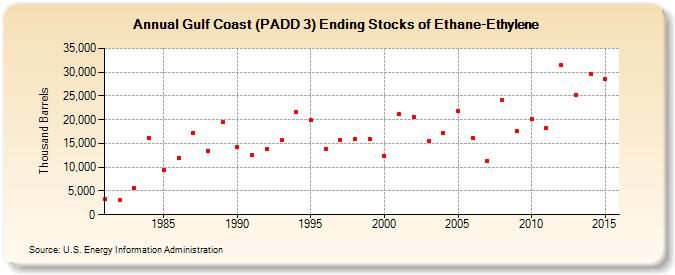 Annual Gulf Coast (PADD 3) Ending Stocks of Ethane-Ethylene
Thousand Barrels
35,000
30,000
25,000
20,000
15,000
10,000
5,000
0
1985 1990 1995 2000 2005 2010 2015
Source: U.S. Energy Information Administration